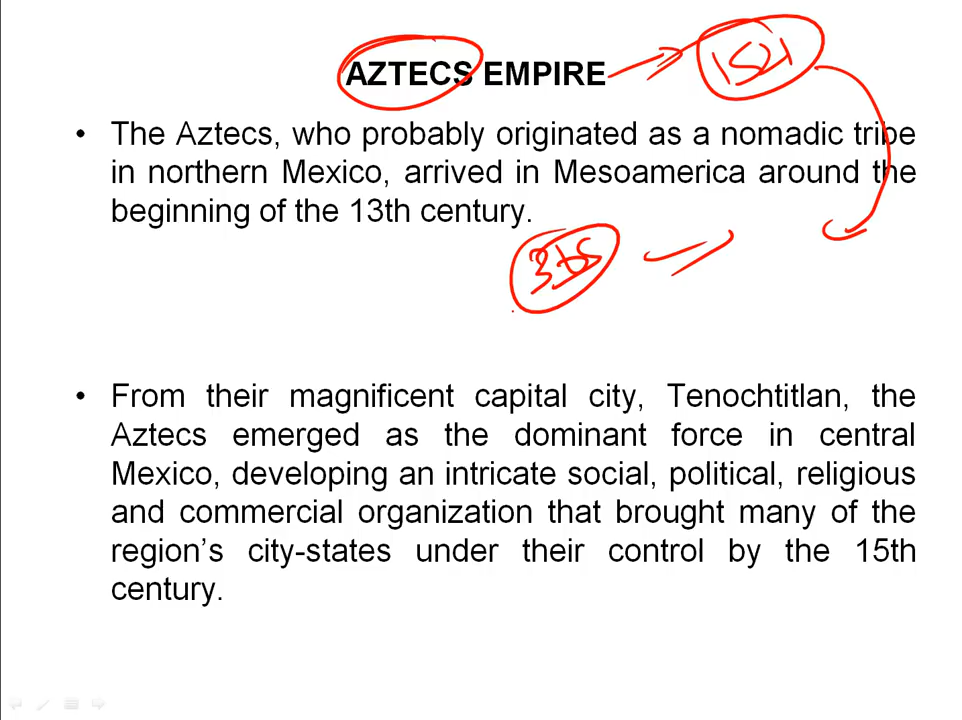 AZTECS EMPIRE 1521
• The Aztecs, who probably originated as a nomadic tribe
in northern Mexico, arrived in Mesoamerica around the
beginning of the 13th century.
365
• From their magnificent capital city, Tenochtitlan, the
Aztecs emerged as the dominant force in central
Mexico, developing an intricate social, political, religious
and commercial organization that brought many of the
region’s city-states under their control by the 15th
century.